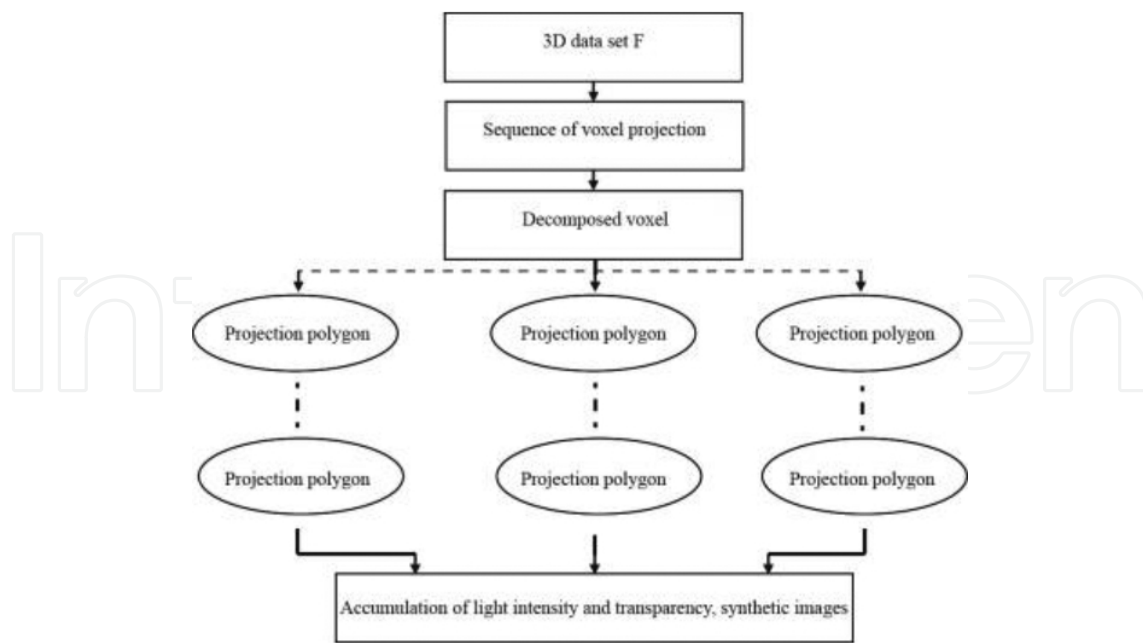 3D data set F
Sequence of voxel projection
Decomposed voxel
Projection polygon
Projection polygon
Projection polygon
Projection polygon
Projection polygon
Projection polygon
Accumulation of light intensity and transparency, synthetic images